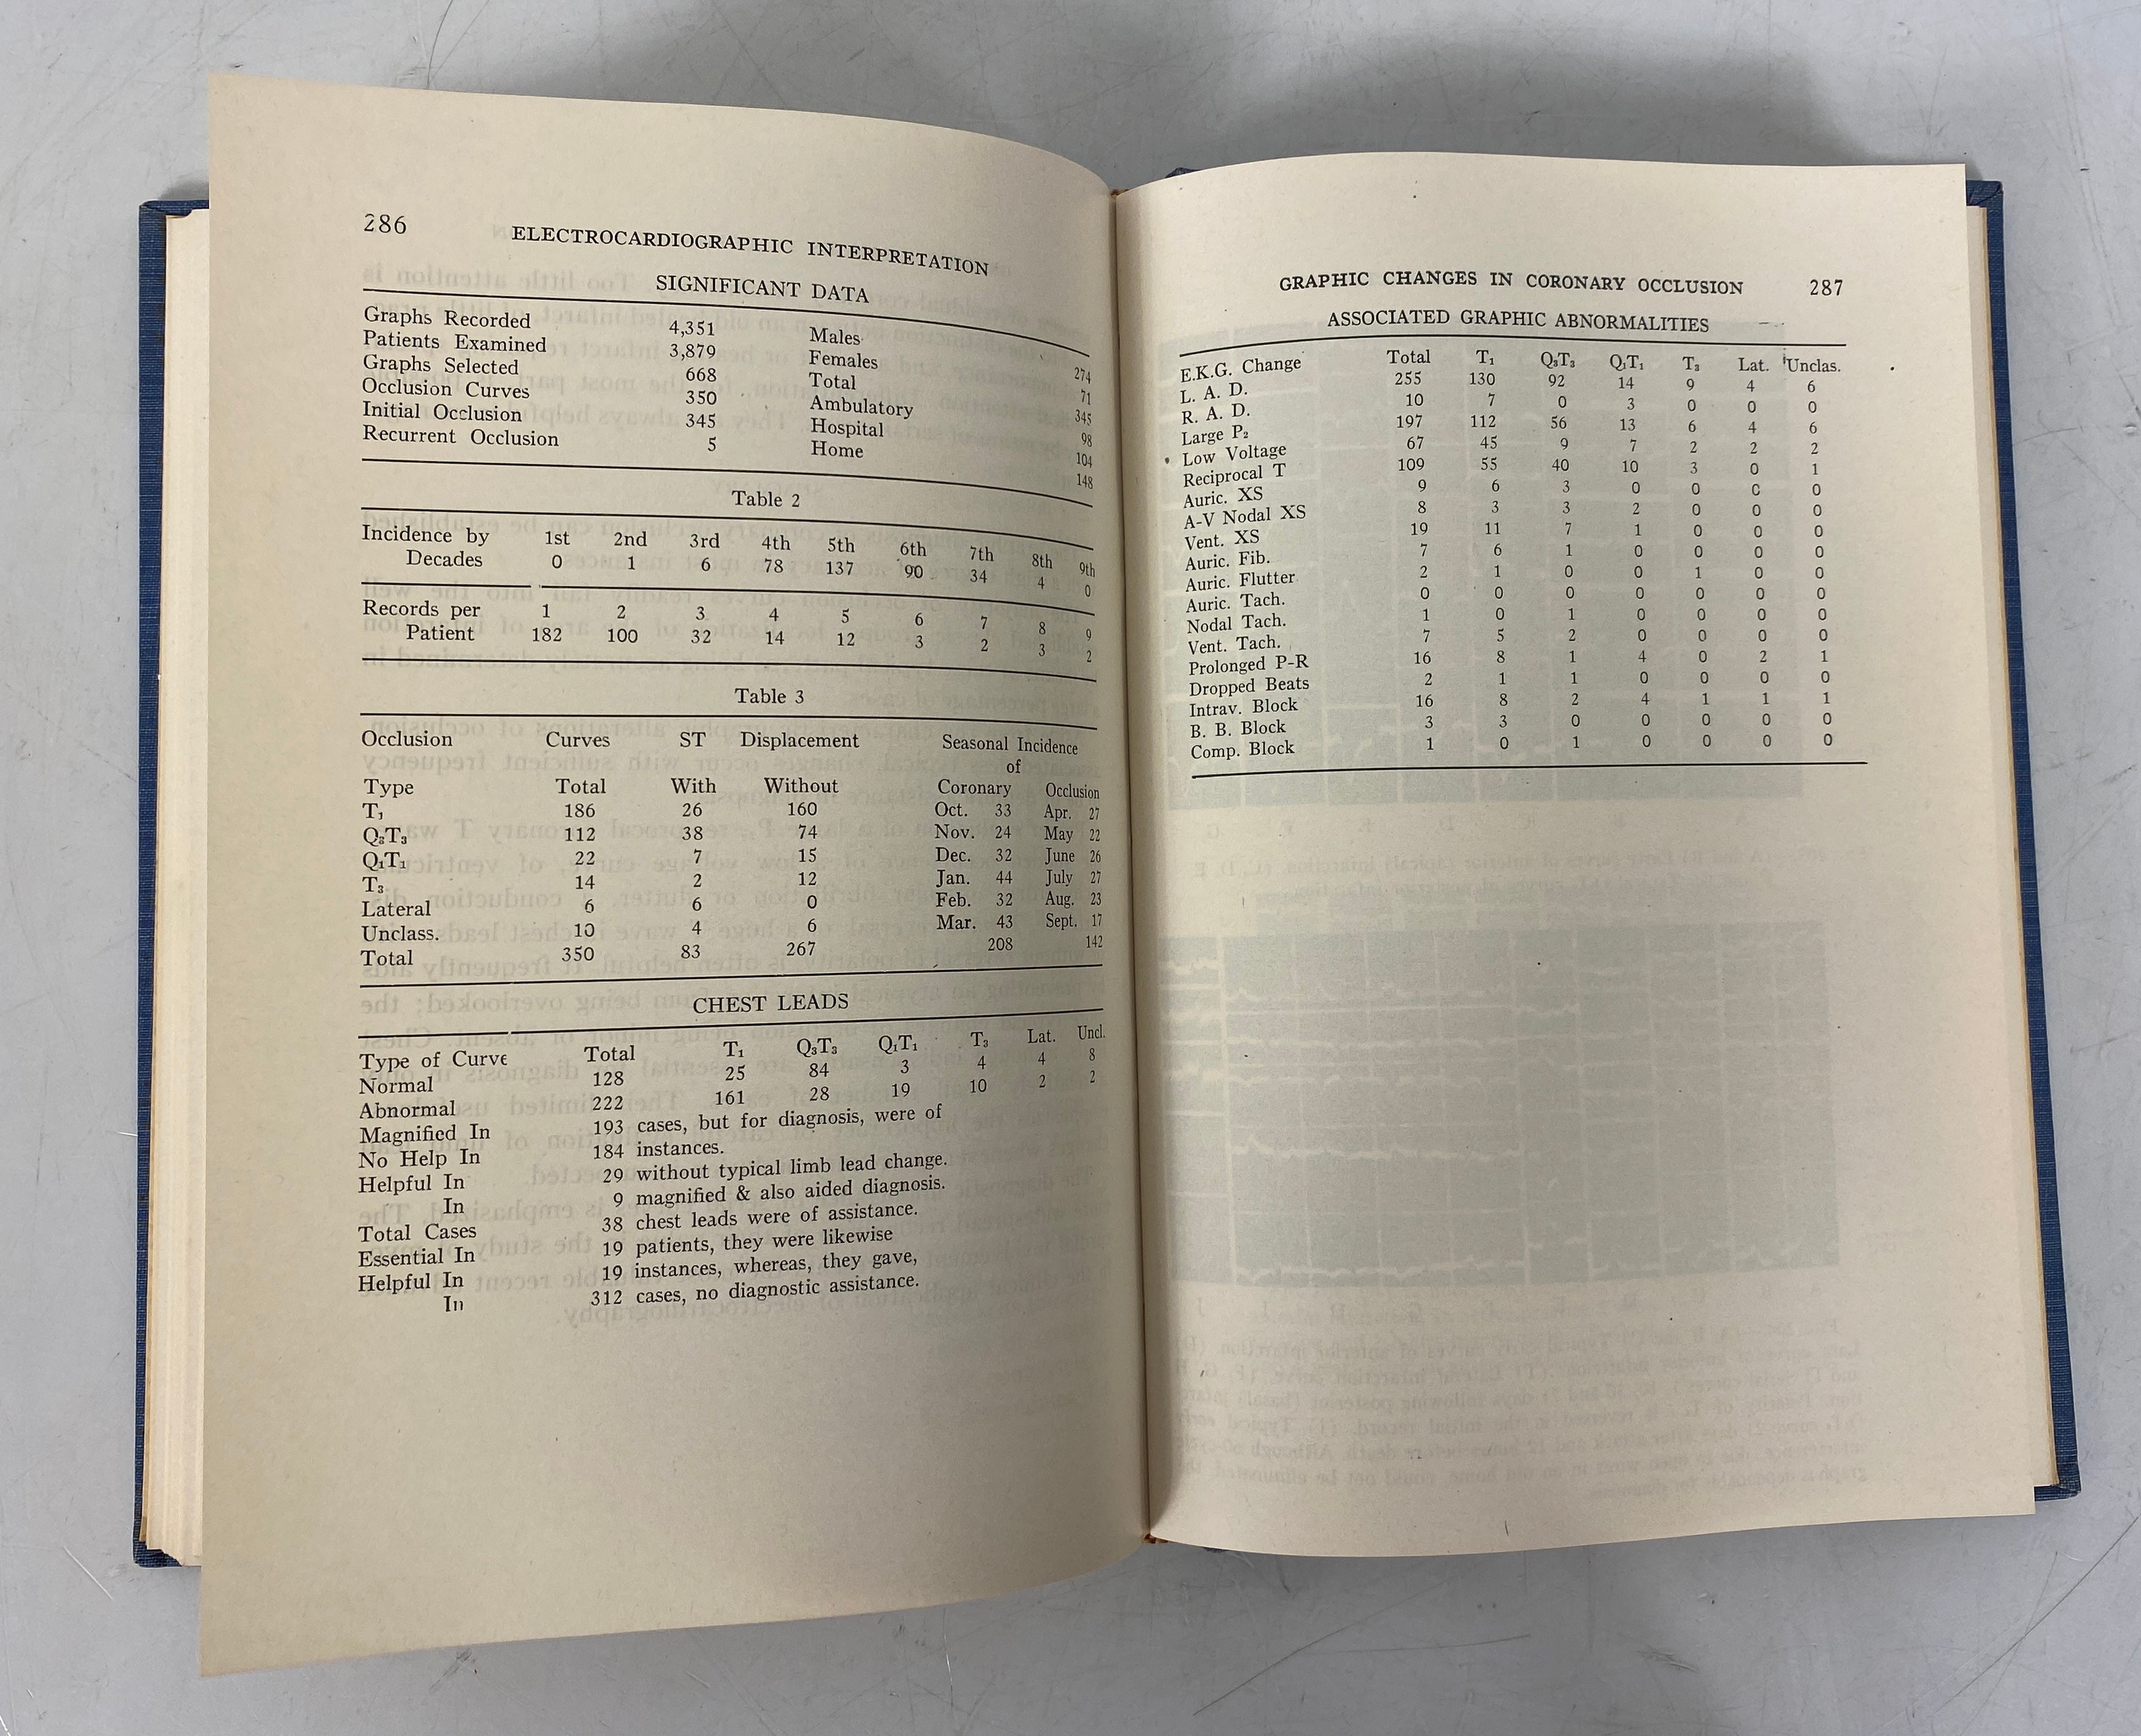 286 ELECTROCARDIOGRAPHIC INTERPRETATION
SIGNIFICANT DATA
Graphs Recorded 4,351 Males 274
Patients Examined 3,879 Females 71
Graphs Selected 668 Total 345
Occlusion Curves 350 Ambulatory 98
Initial Occlusion 345 Hospital 104
Recurrent Occlusion 5 Home 148
Table 2
Incidence by 1st 2nd 3rd 4th 5th 6th 7th 8th 9th
Decades 0 1 6 78 137 90 34 4 0
Records per 1 2 3 4 5 6 7 8 9
Patient 182 100 32 14 12 3 2 3 2
Table 3
Occlusion Curves ST Displacement Seasonal Incidence
of
Type Total With Without Coronary Occlusion
T₁ 186 26 160 Oct. 33 Apr. 27
Q₃T₃ 112 38 74 Nov. 24 May 22
Q₁T₁ 22 7 15 Dec. 32 June 26
T₃ 14 2 12 Jan. 44 July 27
Lateral 6 6 0 Feb. 32 Aug. 23
Unclass. 10 4 6 Mar. 43 Sept. 17
Total 350 83 267 208 142
CHEST LEADS
Type of Curve Total T₁ Q₃T₃ Q₁T₁ T₃ Lat. Uncl.
Normal 128 25 84 3 4 4 8
Abnormal 222 161 28 19 10 2 2
Magnified In 193 cases, but for diagnosis, were of
No Help In 184 instances.
Helpful In 29 without typical limb lead change.
In 9 magnified & also aided diagnosis.
Total Cases 38 chest leads were of assistance.
Essential In 19 patients, they were likewise
Helpful In 19 instances, whereas, they gave,
In 312 cases, no diagnostic assistance.
GRAPHIC CHANGES IN CORONARY OCCLUSION 287
ASSOCIATED GRAPHIC ABNORMALITIES
E.K.G. Change Total T₁ Q₃T₃ Q₁T₁ T₃ Lat. Unclas.
L. A. D. 255 130 92 14 9 4 6
R. A. D. 10 7 0 3 0 0 0
Large P₂ 197 112 56 13 6 4 6
Low Voltage 67 45 9 7 2 2 2
Reciprocal T 109 55 40 10 3 0 1
Auric. XS 9 6 3 0 0 0 0
A-V Nodal XS 8 3 3 2 0 0 0
Vent. XS 19 11 7 1 0 0 0
Auric. Fib. 7 6 1 0 0 0 0
Auric. Flutter 2 1 0 0 1 0 0
Auric. Tach. 0 0 0 0 0 0 0
Nodal Tach. 1 0 1 0 0 0 0
Vent. Tach. 7 5 2 0 0 0 0
Prolonged P-R 16 8 1 4 0 2 1
Dropped Beats 2 1 1 0 0 0 0
Intrav. Block 16 8 2 4 1 1 1
B. B. Block 3 3 0 0 0 0 0
Comp. Block 1 0 1 0 0 0 0